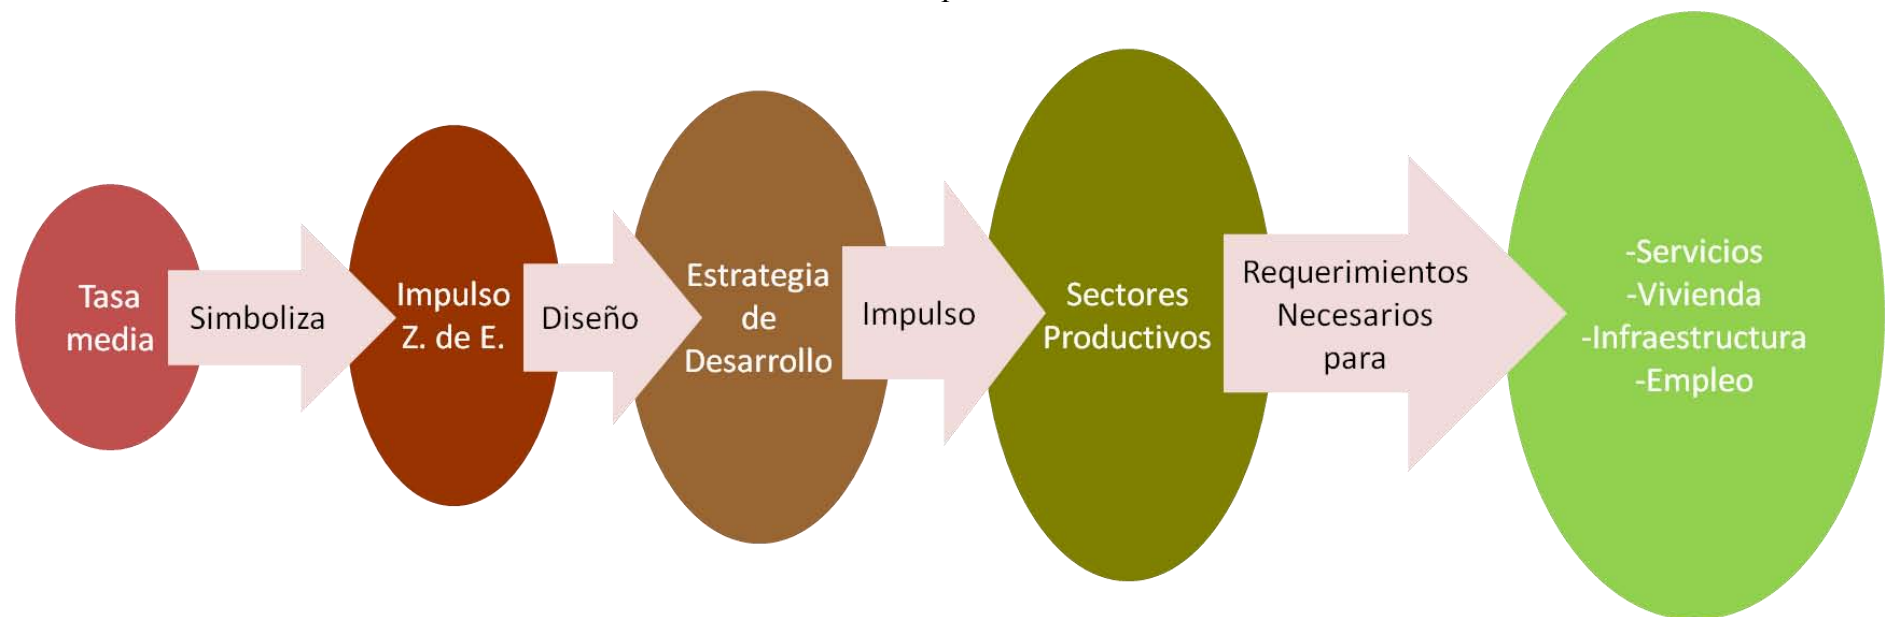 Tasa
media
Simboliza
Impulso
Z. de E.
Diseño
Estrategia
de
Desarrollo
Impulso
Sectores
Productivos
Requerimientos
Necesarios
para
-Servicios
-Vivienda
-Infraestructura
-Empleo